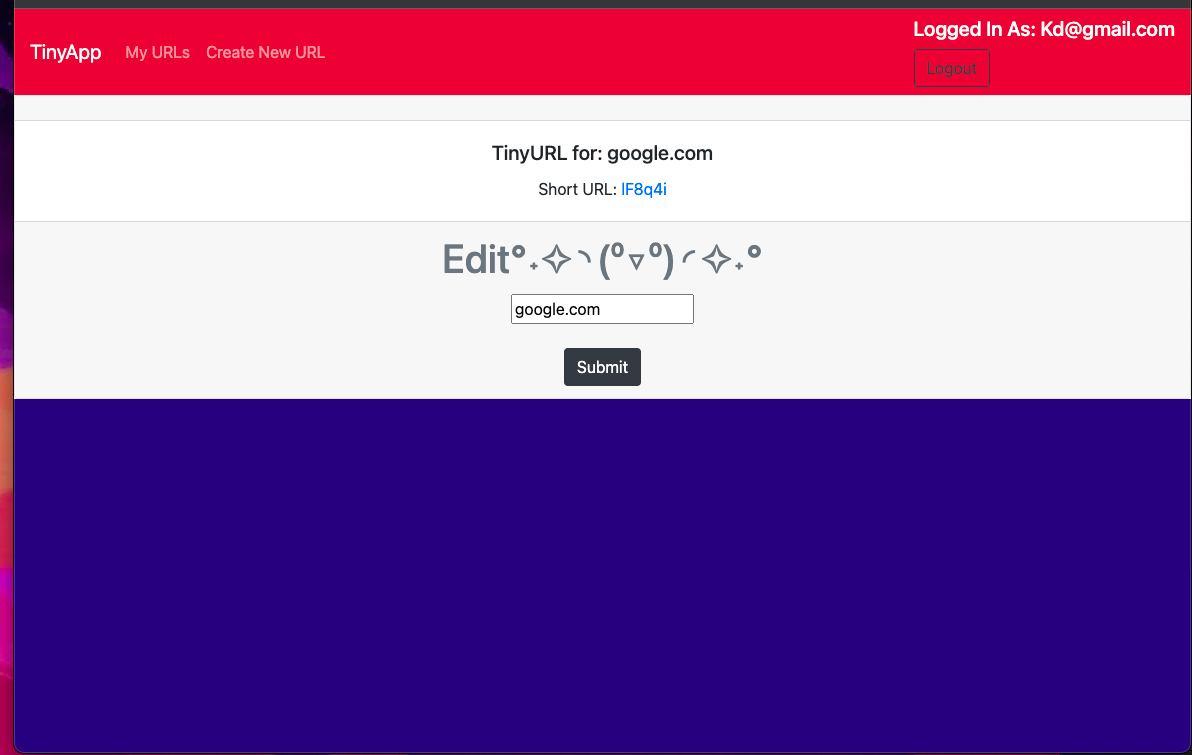 TinyApp My URLs Create New URL
Logged In As: Kd@gmail.com
Logout
TinyURL for: google.com
Short URL: lF8q4i
Edit°˖✧◝(⁰▿⁰)◜✧˖°
google.com
Submit